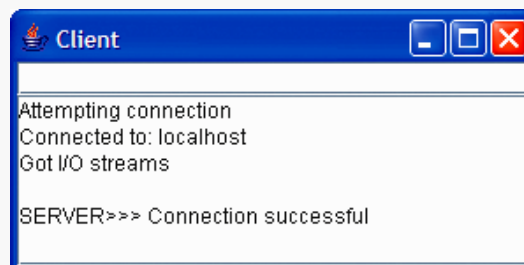 Client
Attempting connection
Connected to: localhost
Got I/O streams
SERVER>>> Connection successful